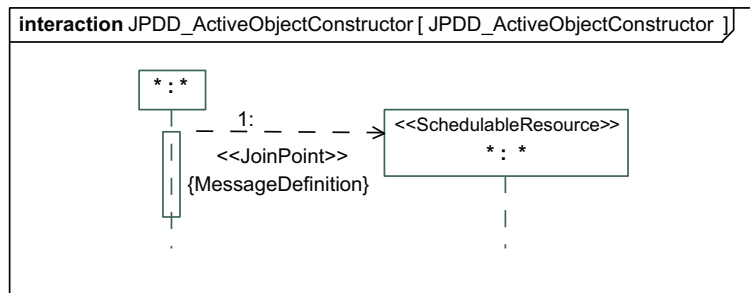 interaction JPDD_ActiveObjectConstructor [ JPDD_ActiveObjectConstructor ]
* : *
1:
<<SchedulableResource>>
* : *
<<JoinPoint>>
{MessageDefinition}